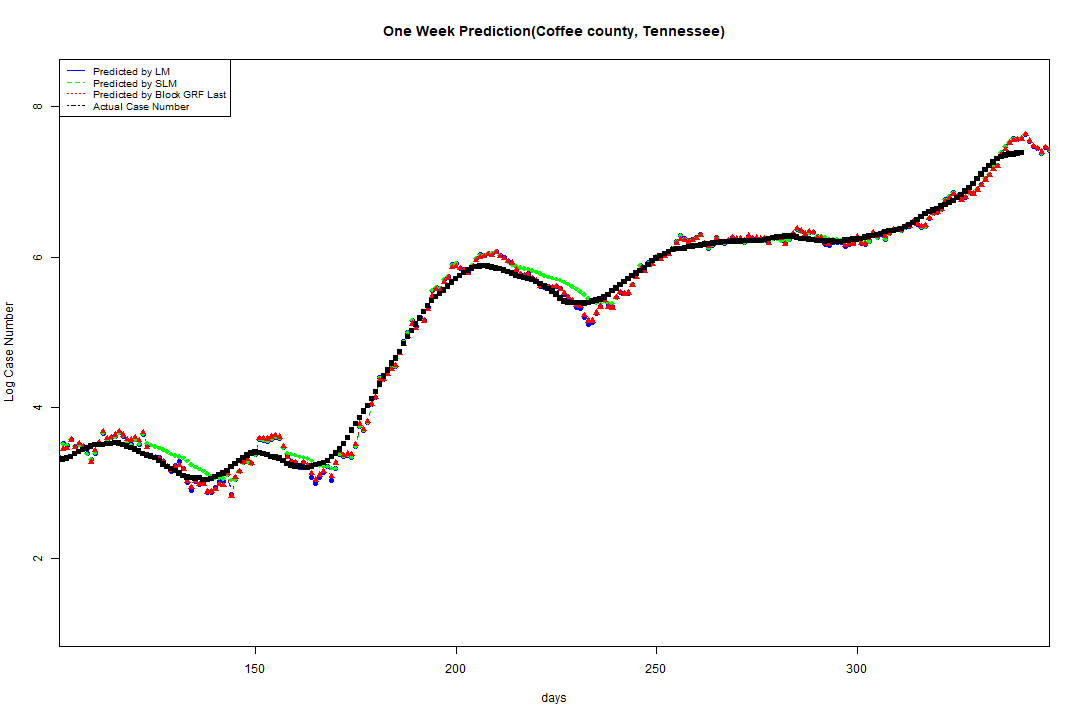 One Week Prediction(Coffee county, Tennessee)
Predicted by LM
Predicted by SLM
Predicted by Block GRF Last
Actual Case Number
8
6
4
2
Log Case Number
150 200 250 300
days